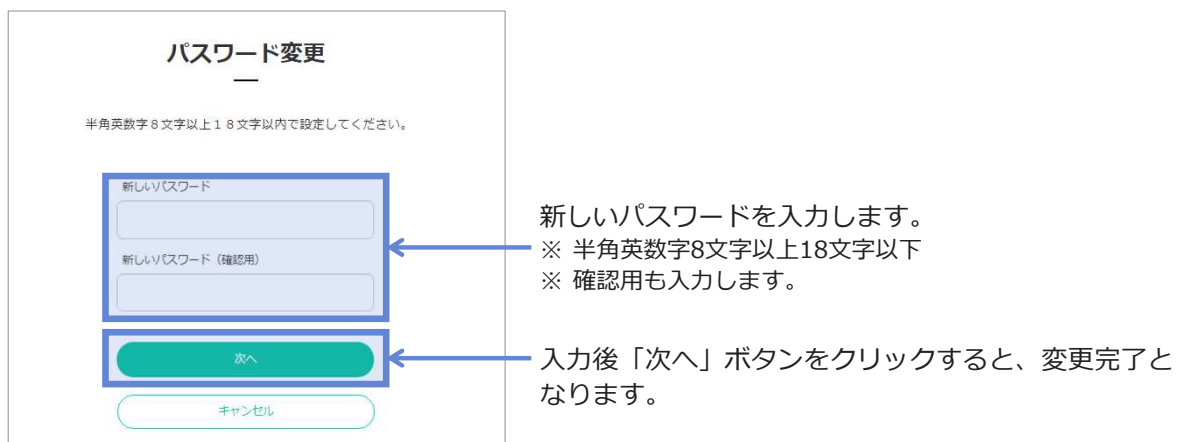 パスワード変更
半角英数字８文字以上１８文字以内で設定してください。
新しいパスワード
新しいパスワード（確認用）
次へ
キャンセル
新しいパスワードを入力します。
※ 半角英数字8文字以上18文字以下
※ 確認用も入力します。
入力後「次へ」ボタンをクリックすると、変更完了と
なります。